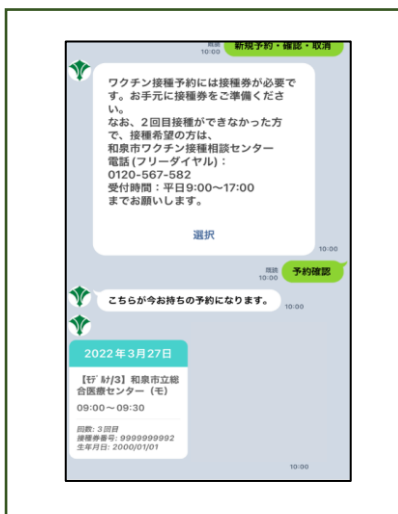 既読
10:00
新規予約・確認・取消
ワクチン接種予約には接種券が必要で
す。お手元に接種券をご準備くださ
い。
なお、2回目接種ができなかった方
で、接種希望の方は、
和泉市ワクチン接種相談センター
電話(フリーダイヤル)：
0120-567-582
受付時間：平日9:00〜17:00
までお願いします。
選択
10:00
既読
10:00
予約確認
こちらが今お持ちの予約になります。
10:00
2022年3月27日
【ﾓﾃﾞﾙﾅ/3】和泉市立総
合医療センター（モ）
09:00〜09:30
回数: 3回目
接種券番号: 9999999992
生年月日: 2000/01/01
10:00